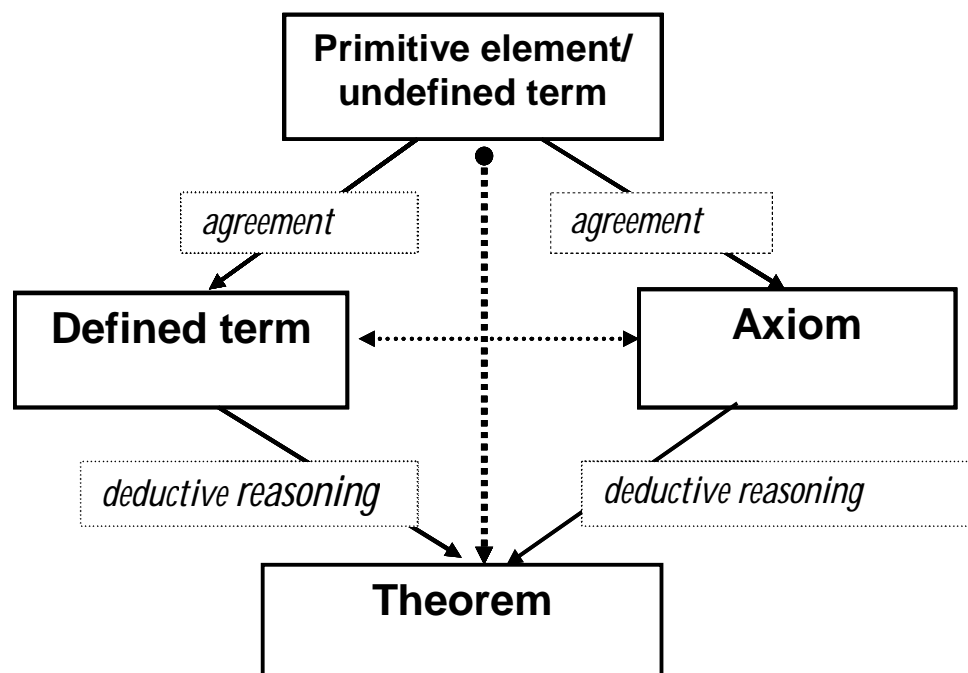 Primitive element/
undefined term
agreement
agreement
Defined term
Axiom
deductive reasoning
deductive reasoning
Theorem